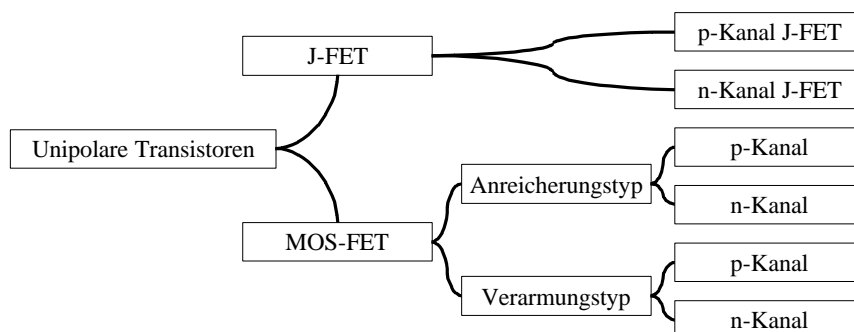 Unipolare Transistoren
J-FET
p-Kanal J-FET
n-Kanal J-FET
MOS-FET
Anreicherungstyp
p-Kanal
n-Kanal
Verarmungstyp
p-Kanal
n-Kanal